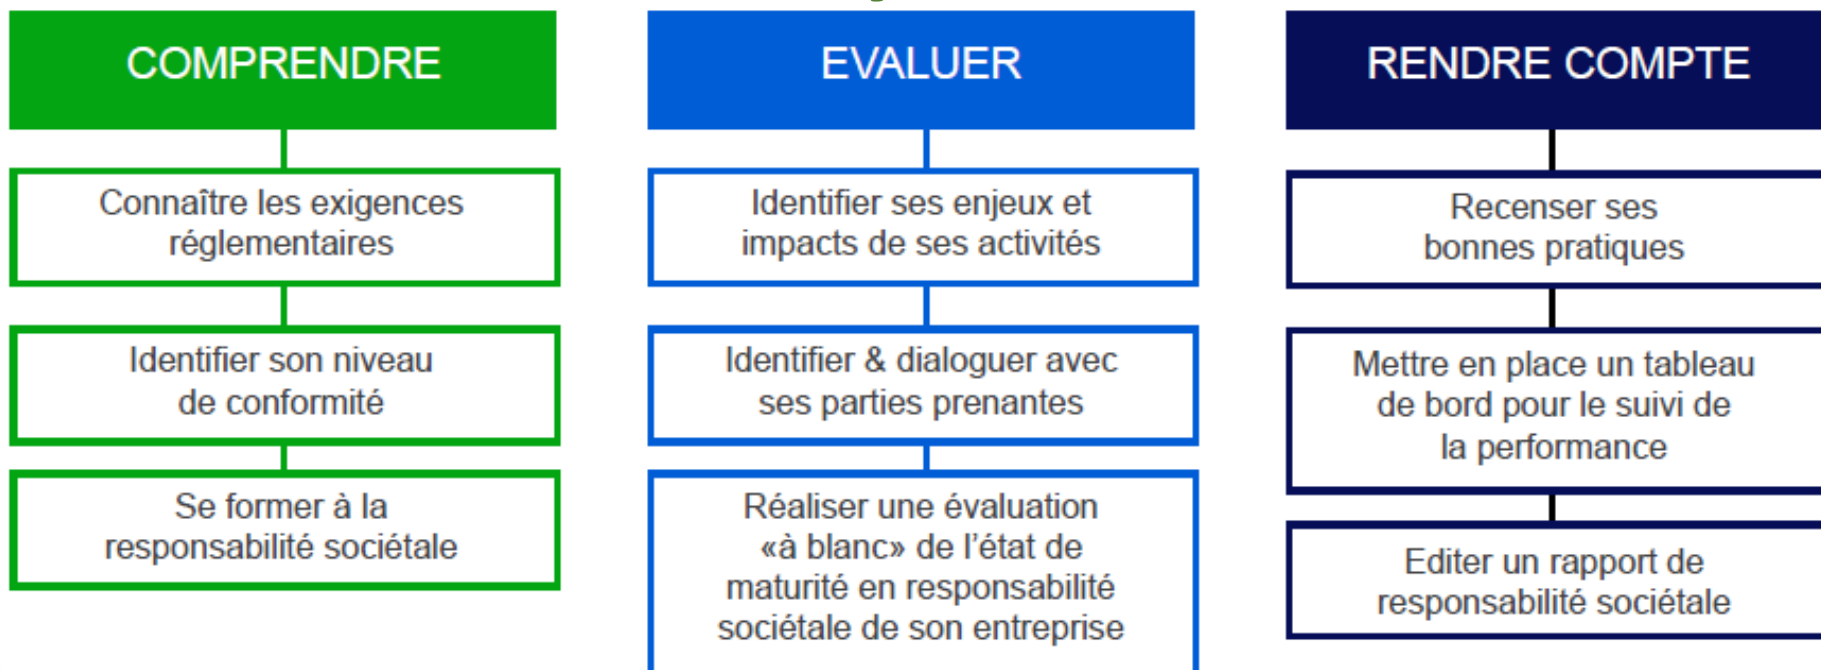 COMPRENDRE
Connaître les exigences
réglementaires
Identifier son niveau
de conformité
Se former à la
responsabilité sociétale
EVALUER
Identifier ses enjeux et
impacts de ses activités
Identifier & dialoguer avec
ses parties prenantes
Réaliser une évaluation
«à blanc» de l'état de
maturité en responsabilité
sociétale de son entreprise
RENDRE COMPTE
Recenser ses
bonnes pratiques
Mettre en place un tableau
de bord pour le suivi de
la performance
Editer un rapport de
responsabilité sociétale